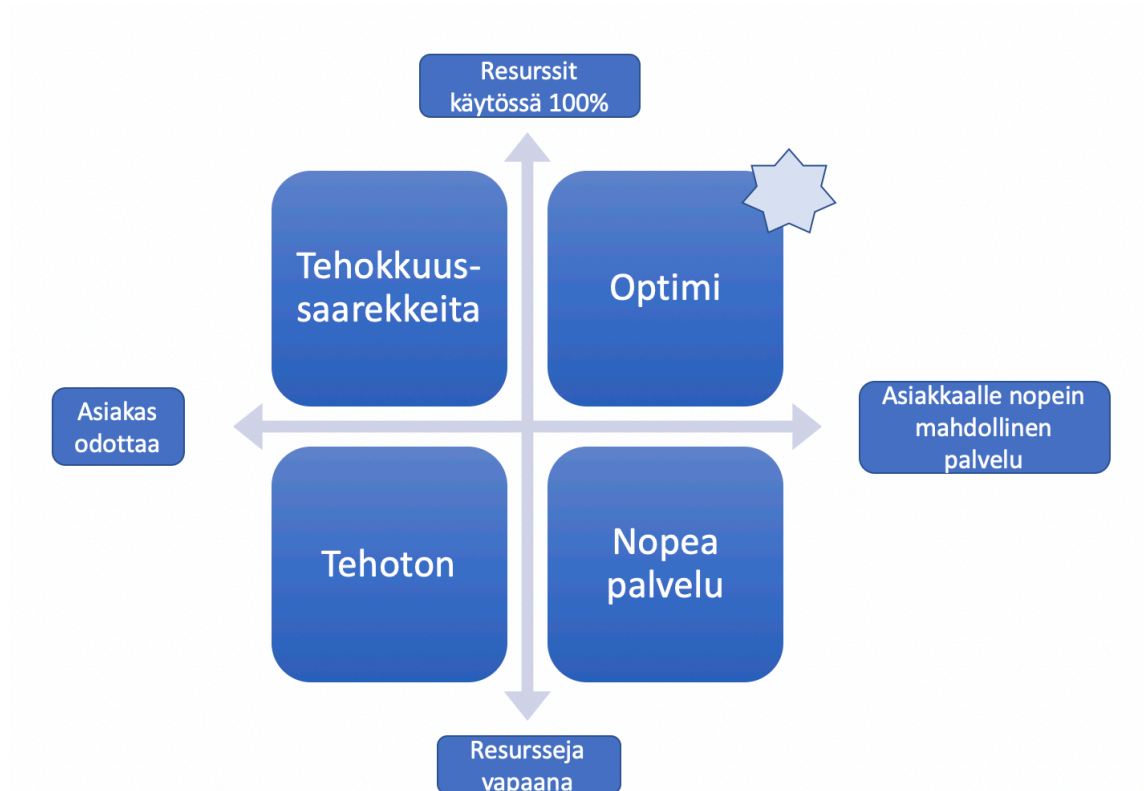 Resurssit
käytössä 100%
Tehokkuus-
saarekkeita
Optimi
Asiakas
odottaa
Asiakkaalle nopein
mahdollinen
palvelu
Tehoton
Nopea
palvelu
Resursseja
vapaana